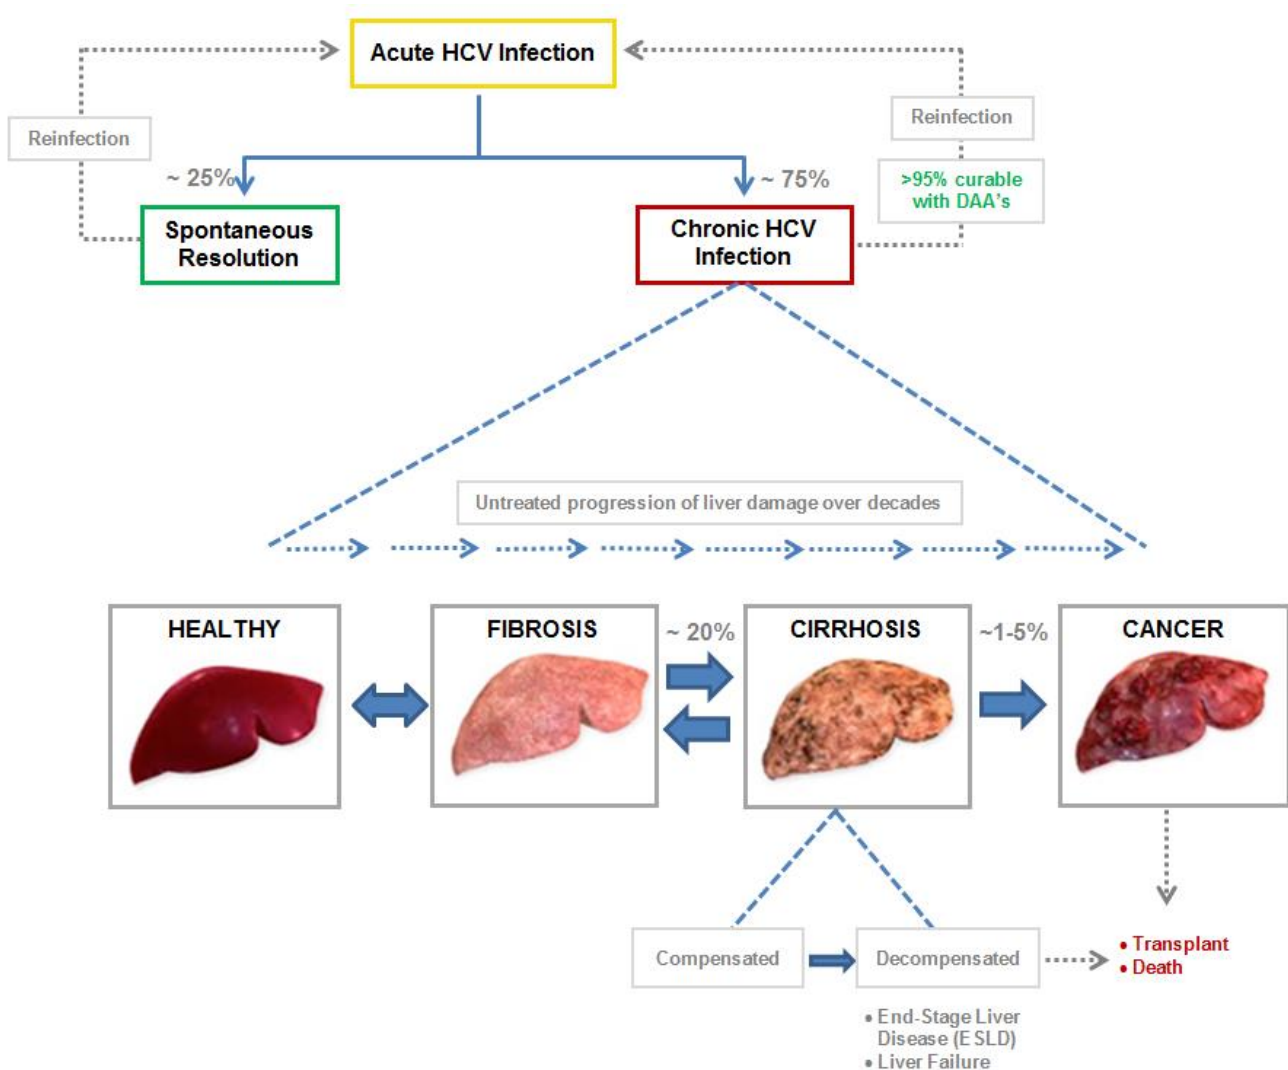 Acute HCV Infection
Reinfection
Reinfection
~ 25%
~ 75%
>95% curable
with DAA's
Spontaneous
Resolution
Chronic HCV
Infection
Untreated progression of liver damage over decades
HEALTHY
FIBROSIS
~ 20%
CIRRHOSIS
~1-5%
CANCER
Compensated
Decompensated
• Transplant
• Death
• End-Stage Liver
Disease (ESLD)
• Liver Failure